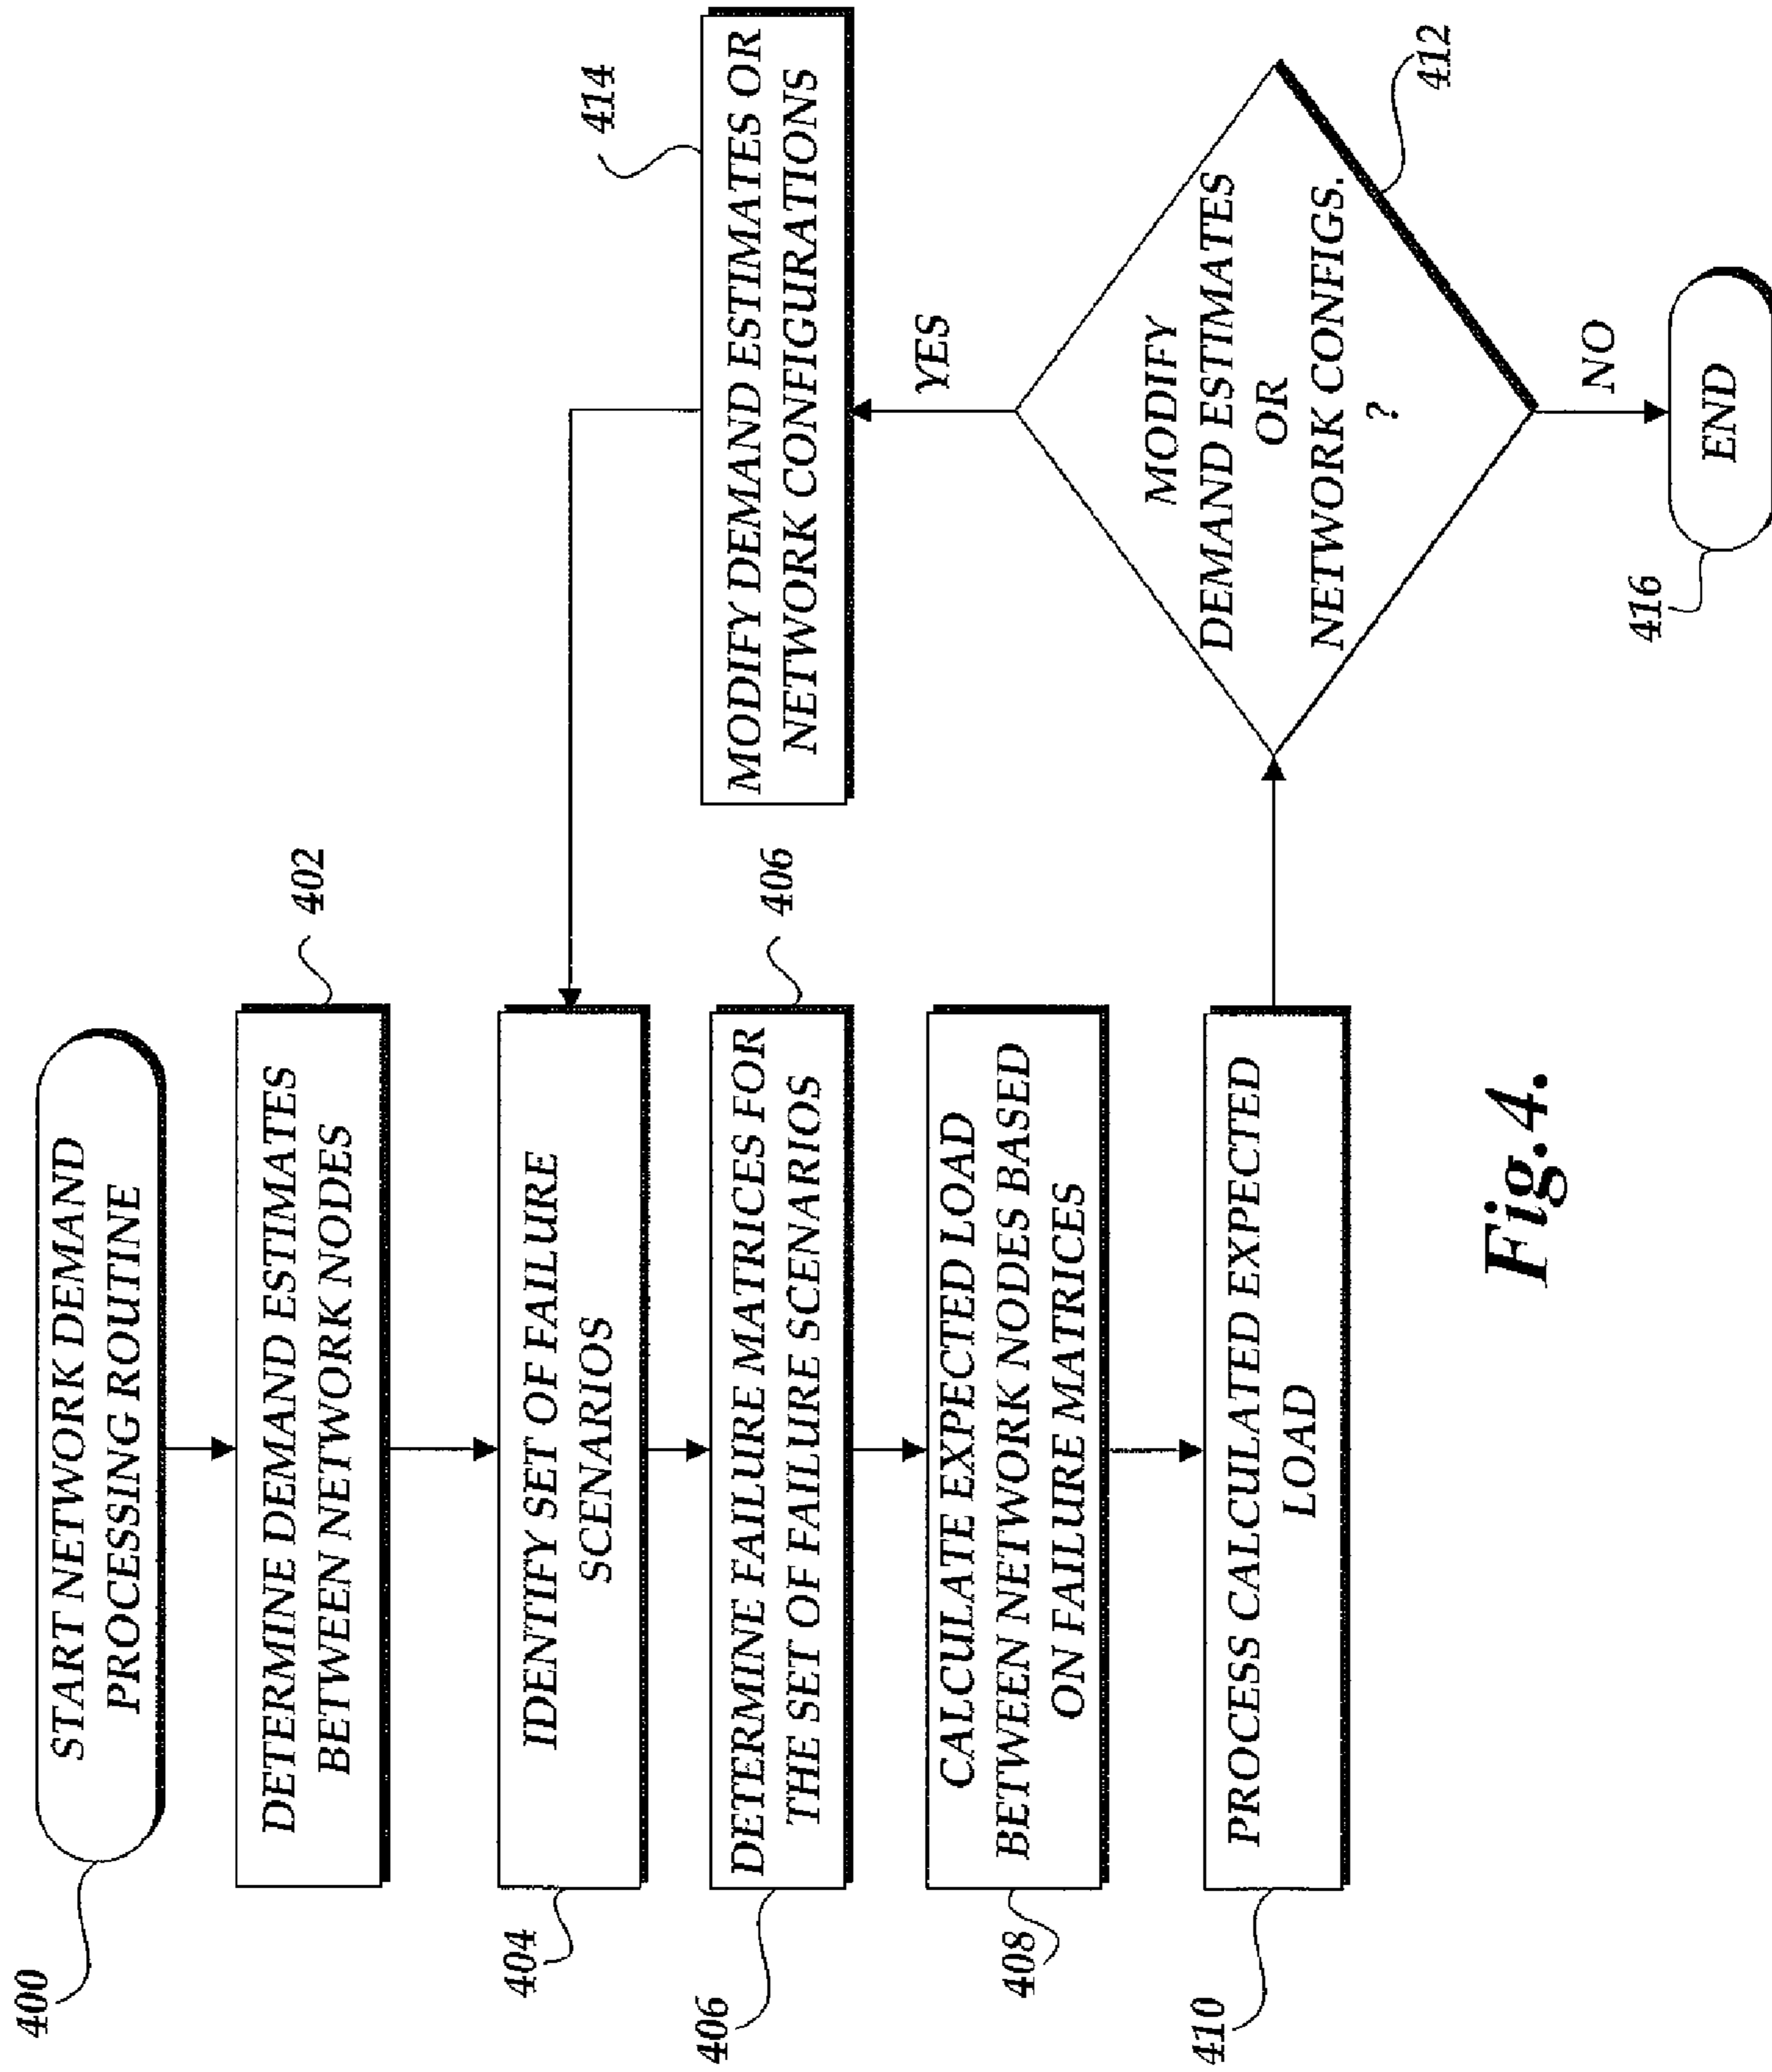 400
START NETWORK DEMAND
PROCESSING ROUTINE
402
DETERMINE DEMAND ESTIMATES
BETWEEN NETWORK NODES
404
IDENTIFY SET OF FAILURE
SCENARIOS
406
406
DETERMINE FAILURE MATRICES FOR
THE SET OF FAILURE SCENARIOS
408
CALCULATE EXPECTED LOAD
BETWEEN NETWORK NODES BASED
ON FAILURE MATRICES
410
PROCESS CALCULATED EXPECTED
LOAD
414
MODIFY DEMAND ESTIMATES OR
NETWORK CONFIGURATIONS
YES
412
MODIFY
DEMAND ESTIMATES
OR
NETWORK CONFIGS.
?
NO
416
END
Fig.4.